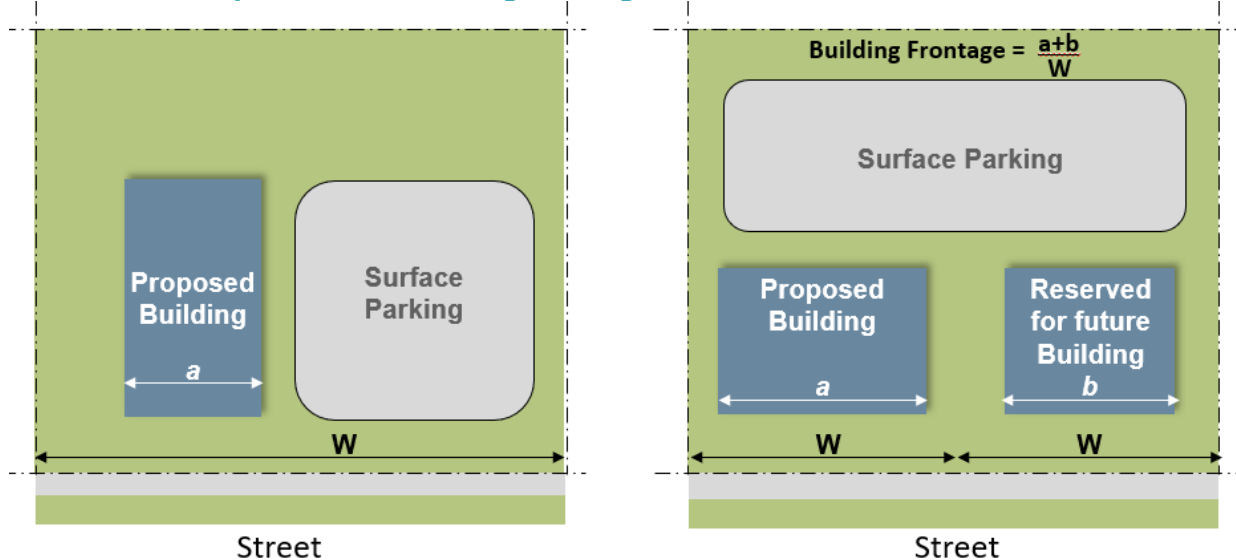 Proposed
Building
a
Surface
Parking
W
Street
Building Frontage = a+b
W
Surface Parking
Proposed
Building
a
Reserved
for future
Building
b
W
W
Street